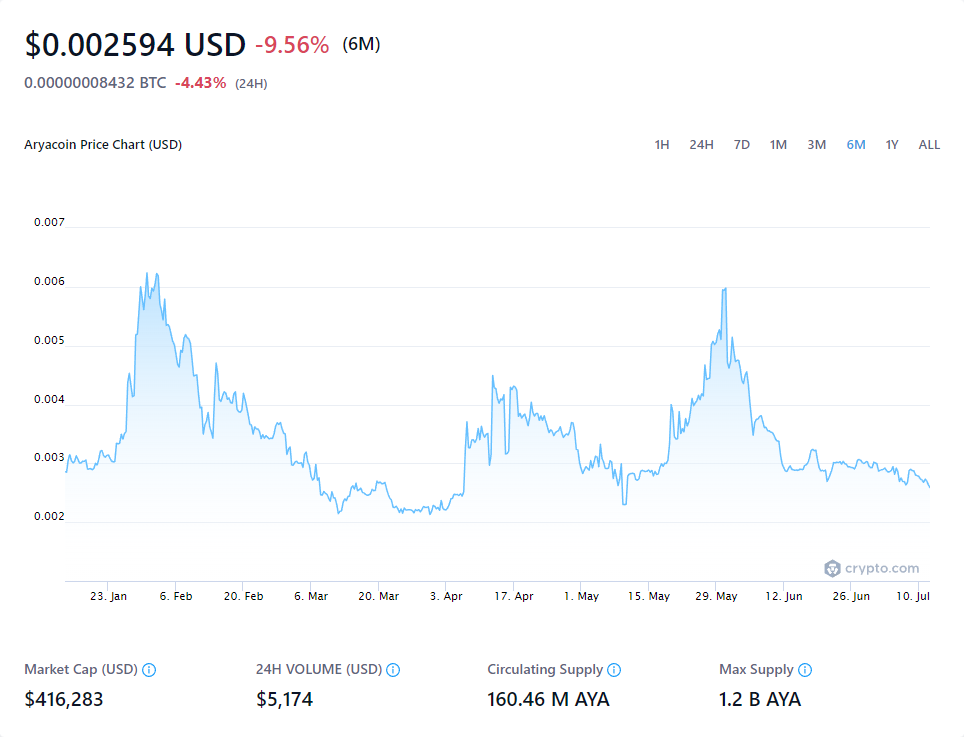 $0.002594 USD -9.56% (6M)
0.00000008432 BTC -4.43% (24H)
Aryacoin Price Chart (USD) 1H 24H 7D 1M 3M 6M 1Y ALL
0.007
0.006
0.005
0.004
0.003
0.002
crypto.com
23. Jan 6. Feb 20. Feb 6. Mar 20. Mar 3. Apr 17. Apr 1. May 15. May 29. May 12. Jun 26. Jun 10. Jul
Market Cap (USD) 24H VOLUME (USD) Circulating Supply Max Supply
$416,283 $5,174 160.46 M AYA 1.2 B AYA